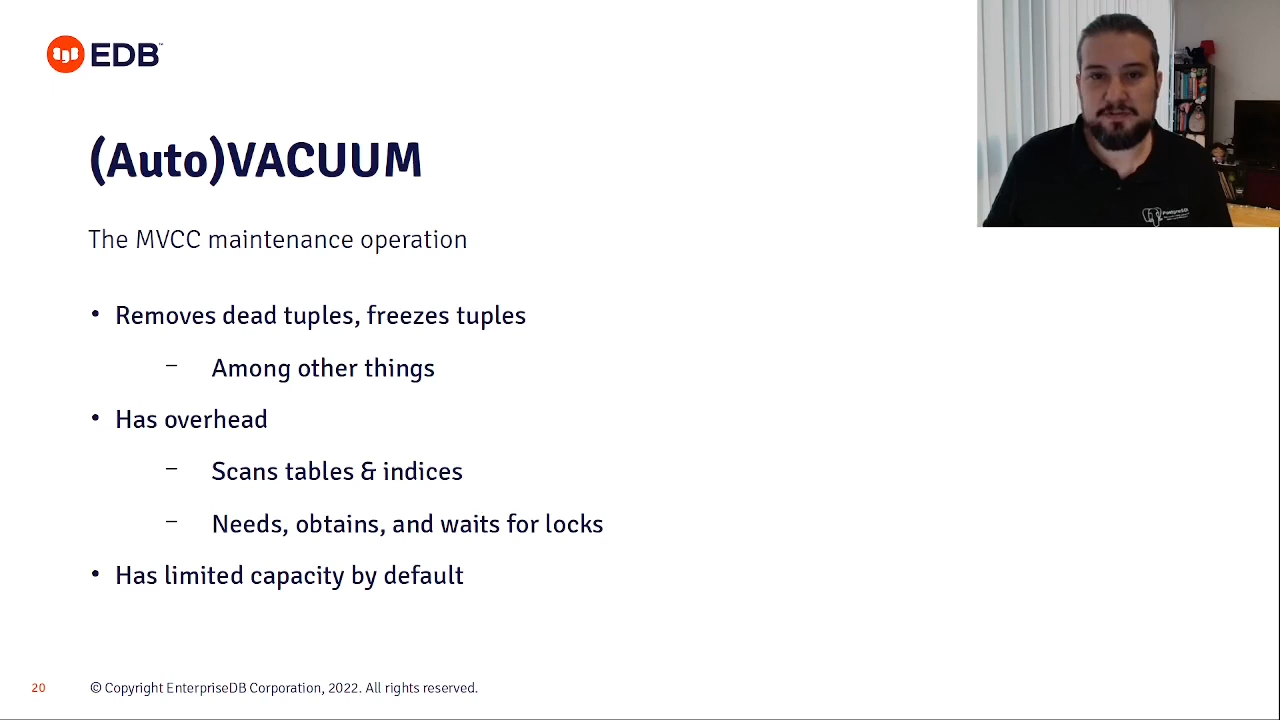 EDB™
(Auto)VACUUM
The MVCC maintenance operation
• Removes dead tuples, freezes tuples
– Among other things
• Has overhead
– Scans tables & indices
– Needs, obtains, and waits for locks
• Has limited capacity by default
20 © Copyright EnterpriseDB Corporation, 2022. All rights reserved.
PostgreSQL